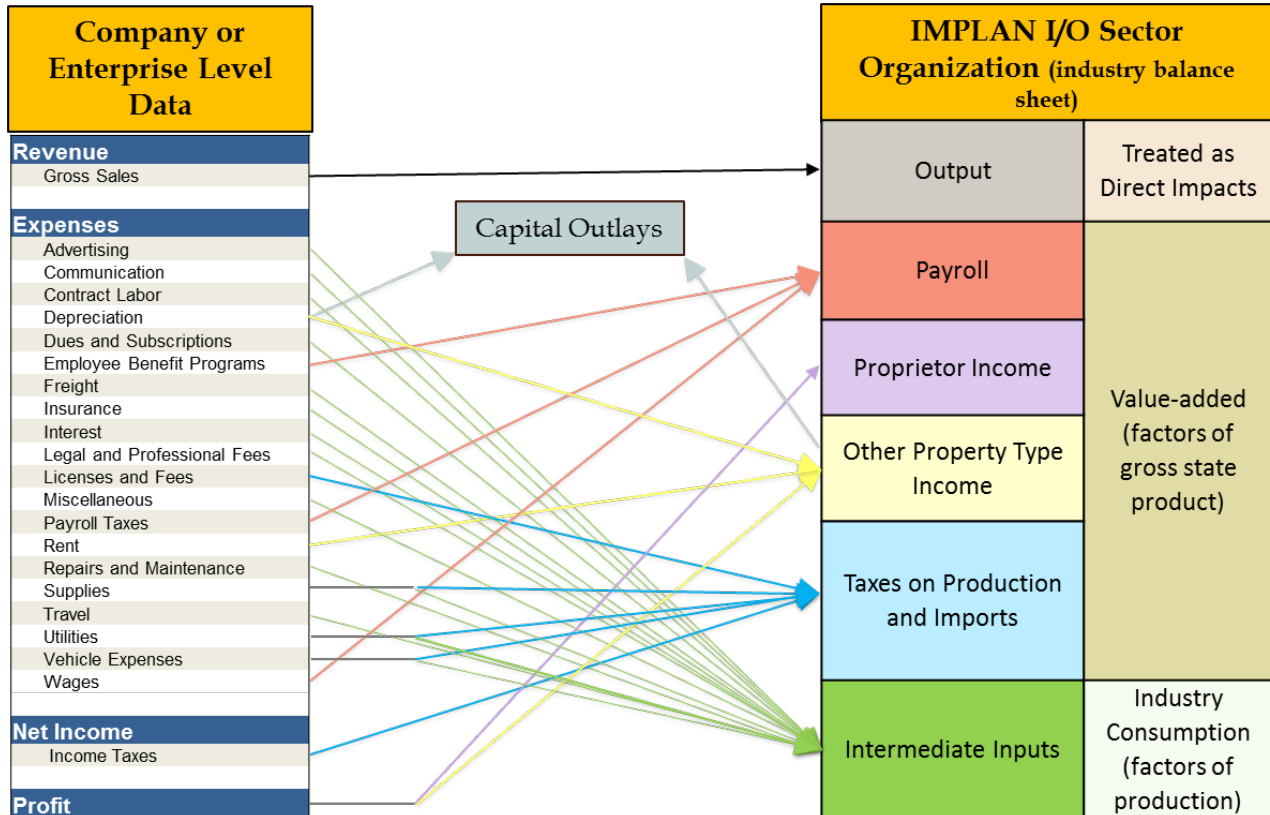 Company or
Enterprise Level
Data
Revenue
Gross Sales
Expenses
Advertising
Communication
Contract Labor
Depreciation
Dues and Subscriptions
Employee Benefit Programs
Freight
Insurance
Interest
Legal and Professional Fees
Licenses and Fees
Miscellaneous
Payroll Taxes
Rent
Repairs and Maintenance
Supplies
Travel
Utilities
Vehicle Expenses
Wages
Net Income
Income Taxes
Profit
Capital Outlays
IMPLAN I/O Sector
Organization (industry balance
sheet)
Output
Treated as
Direct Impacts
Payroll
Proprietor Income
Other Property Type
Income
Taxes on Production
and Imports
Value-added
(factors of
gross state
product)
Intermediate Inputs
Industry
Consumption
(factors of
production)